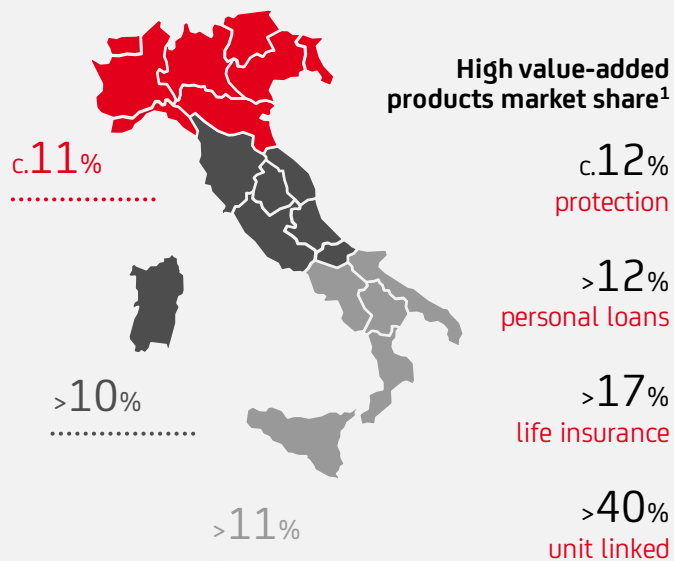 High value-added
products market share¹
c.11%
c.12%
protection
>12%
personal loans
>10%
>17%
life insurance
>11%
>40%
unit linked